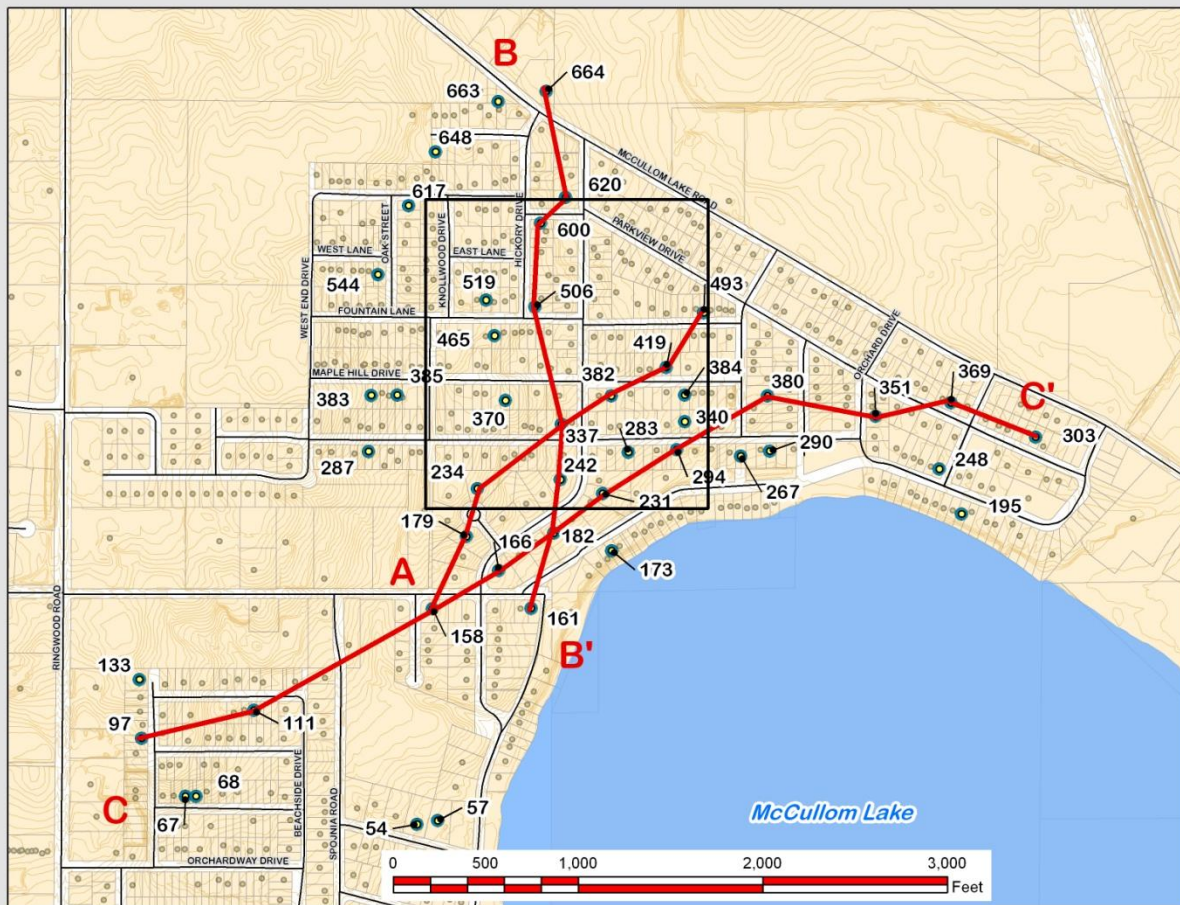 B
664
663
648
MCCULLOM LAKE ROAD
617
620
HICKORY DRIVE
OAK STREET
KNOLLWOOD DRIVE
600
PARKVIEW DRIVE
WEST LANE
EAST LANE
WEST END DRIVE
544
519
493
506
FOUNTAIN LANE
465
419
ORCHARD DRIVE
382
384
369
MAPLE HILL DRIVE
385
380
351
C'
383
370
340
303
337
283
290
287
234
242
294
248
267
231
195
179
166
182
173
A
RINGWOOD ROAD
158
161
B'
133
97
111
BEACHSIDE DRIVE
SPOJNIA ROAD
C
68
67
57
54
McCullom Lake
ORCHARDWAY DRIVE
0 500 1,000 2,000 3,000
Feet